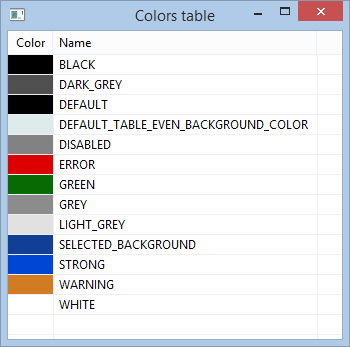 Colors table
Color Name
BLACK
DARK_GREY
DEFAULT
DEFAULT_TABLE_EVEN_BACKGROUND_COLOR
DISABLED
ERROR
GREEN
GREY
LIGHT_GREY
SELECTED_BACKGROUND
STRONG
WARNING
WHITE